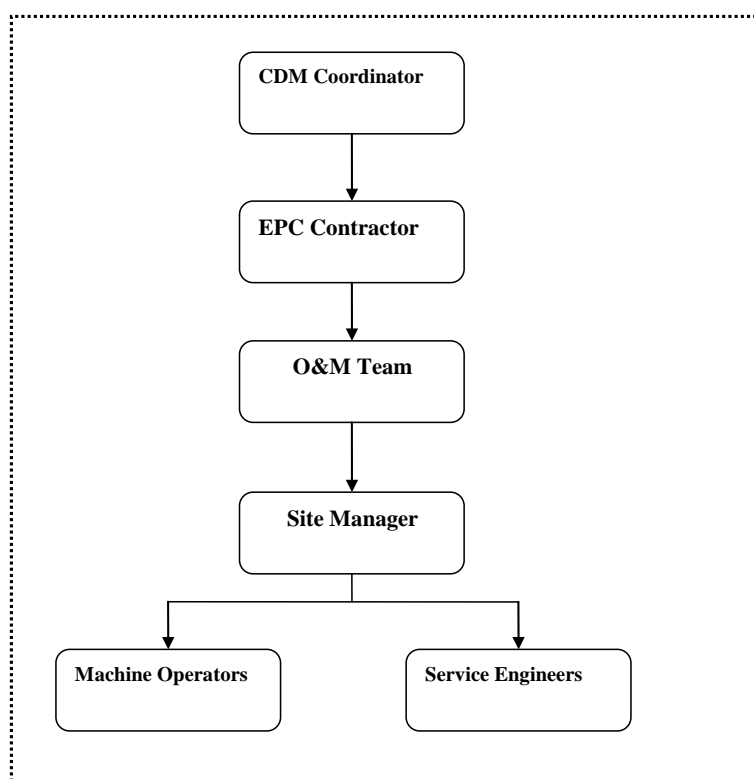 CDM Coordinator
EPC Contractor
O&M Team
Site Manager
Machine Operators
Service Engineers